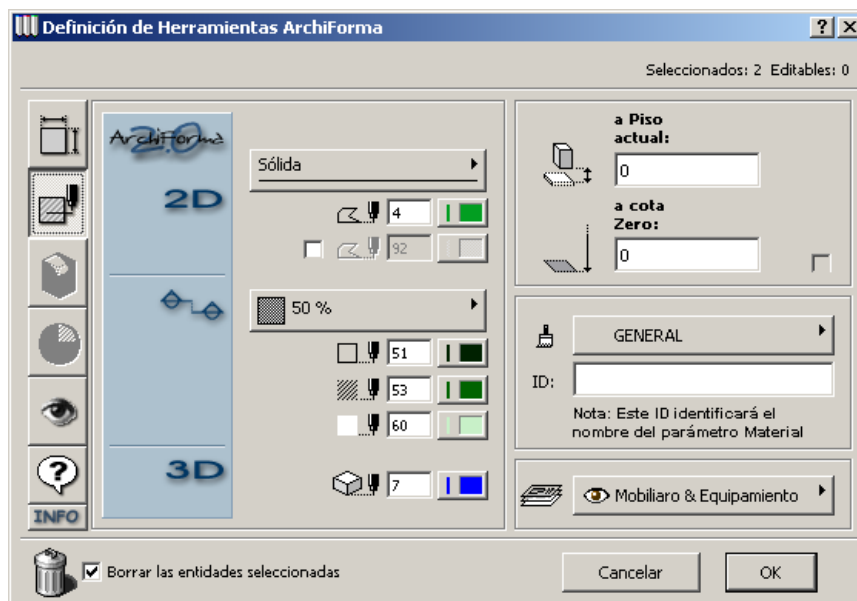 Definición de Herramientas ArchiForma
Seleccionados: 2 Editables: 0
ArchiForma
2.0
2D
Sólida
4
92
50 %
51
53
60
3D
7
a Piso
actual:
0
a cota
Zero:
0
GENERAL
ID:
Nota: Este ID identificará el
nombre del parámetro Material
Mobiliaro & Equipamiento
INFO
Borrar las entidades seleccionadas
Cancelar
OK